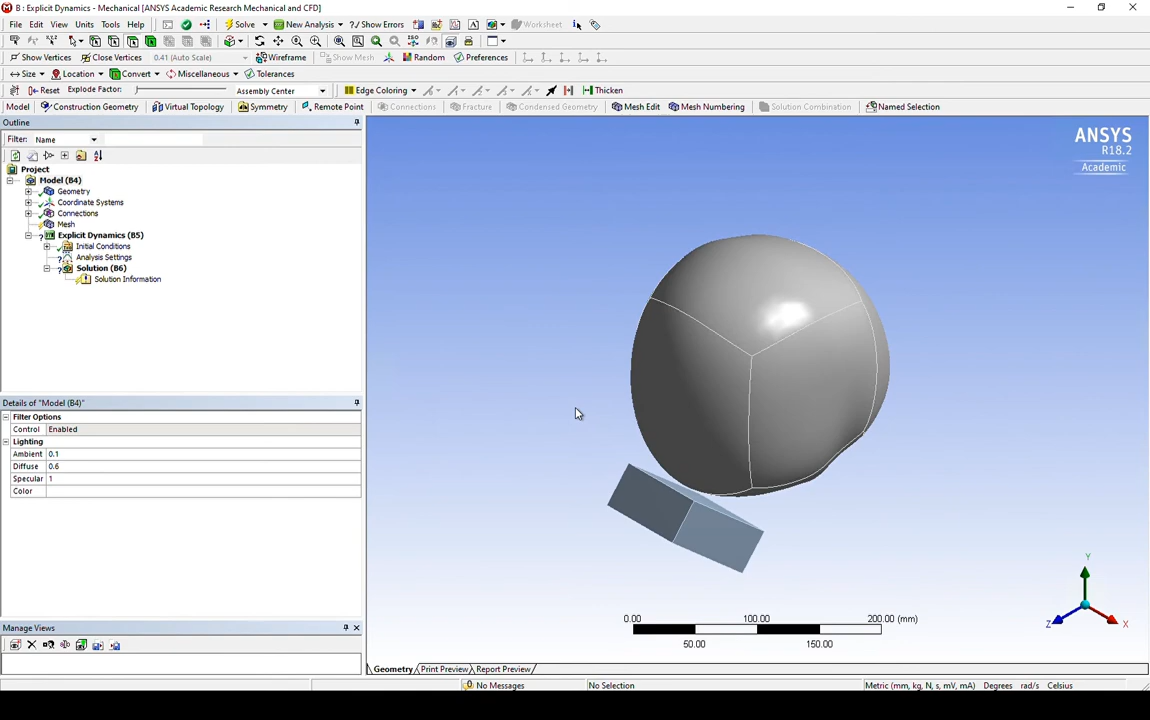 B : Explicit Dynamics - Mechanical [ANSYS Academic Research Mechanical and CFD]
File Edit View Units Tools Help Solve New Analysis Show Errors Worksheet
Show Vertices Close Vertices 0.41 (Auto Scale) Wireframe Show Mesh Random Preferences
Size Location Convert Miscellaneous Tolerances
Reset Explode Factor: Assembly Center Edge Coloring Thicken
Model Construction Geometry Virtual Topology Symmetry Remote Point Connections Fracture Condensed Geometry Mesh Edit Mesh Numbering Solution Combination Named Selection
Outline
Filter: Name
Project
Model (B4)
Geometry
Coordinate Systems
Connections
Mesh
Explicit Dynamics (B5)
Initial Conditions
Analysis Settings
Solution (B6)
Solution Information
Details of "Model (B4)"
Filter Options
Control Enabled
Lighting
Ambient 0.1
Diffuse 0.6
Specular 1
Color
Manage Views
ANSYS
R18.2
Academic
Y
Z
X
0.00 100.00 200.00 (mm)
50.00 150.00
Geometry Print Preview Report Preview
No Messages No Selection Metric (mm, kg, N, s, mV, mA) Degrees rad/s Celsius